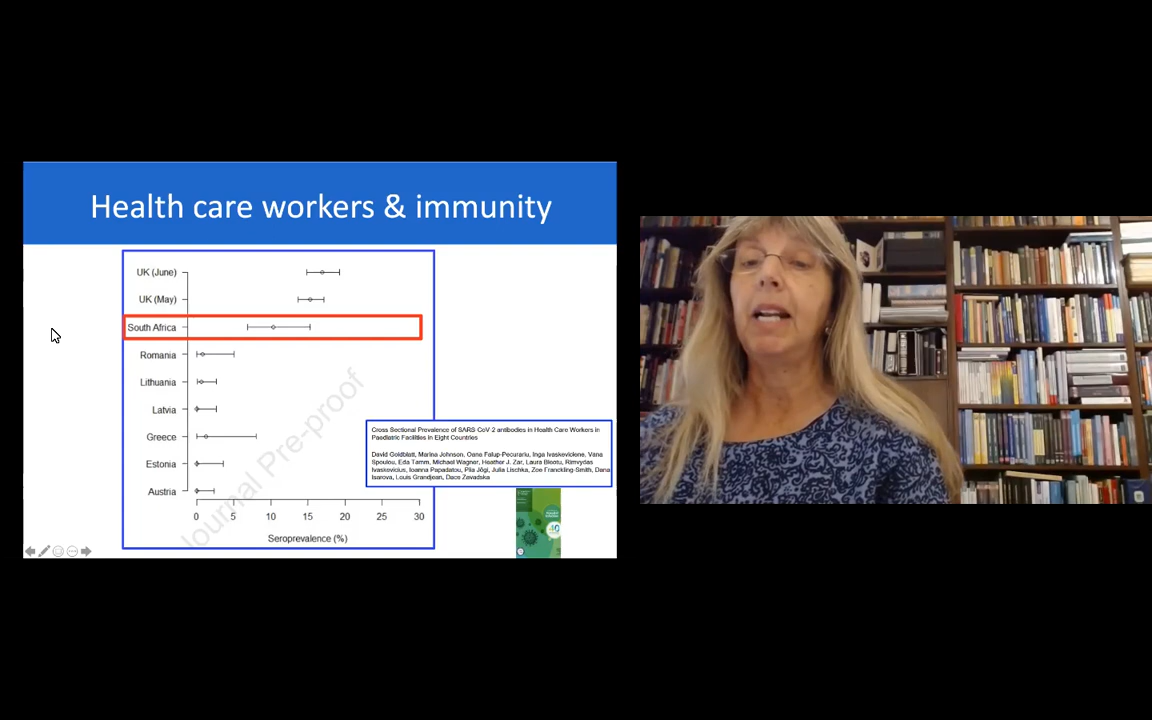 Health care workers & immunity
UK (June)
UK (May)
South Africa
Romania
Lithuania
Latvia
Greece
Estonia
Austria
0 5 10 15 20 25 30
Seroprevalence (%)
Journal Pre-proof
Cross Sectional Prevalence of SARS CoV-2 antibodies in Health Care Workers in
Paediatric Facilities in Eight Countries
David Goldblatt, Marina Johnson, Oana Falup-Pecurariu, Inga Ivaskeviciene, Vana
Spoulou, Eda Tamm, Michael Wagner, Heather J. Zar, Laura Bleotu, Rimvydas
Ivaskevicius, Ioanna Papadatou, Piia Jõgi, Julia Lischka, Zoe Franckling-Smith, Dana
Isarova, Louis Grandjean, Dace Zavadska